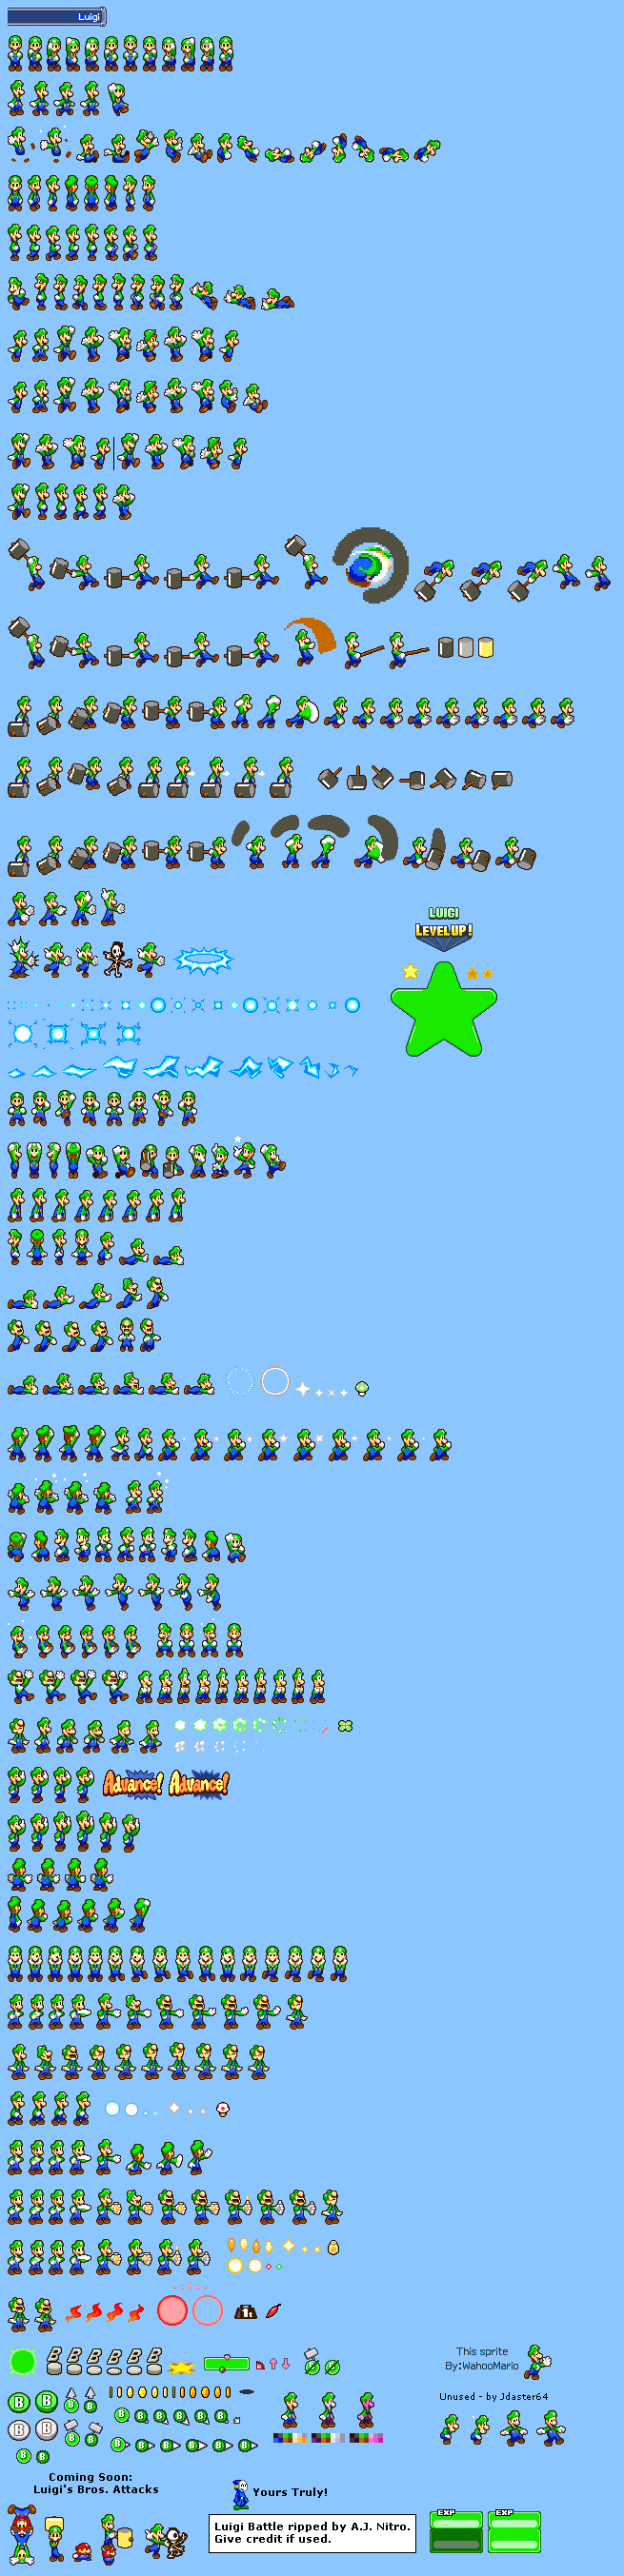 Luigi
LUIGI
LEVEL UP!
Advance! Advance!
This sprite
By:WahooMario
Unused - by Jdaster64
B B B B B B
B B B B
B B B B B B
B B B B
B B B B B
B B
Coming Soon:
Luigi's Bros. Attacks
Yours Truly!
Luigi Battle ripped by A.J. Nitro.
Give credit if used.
EXP EXP